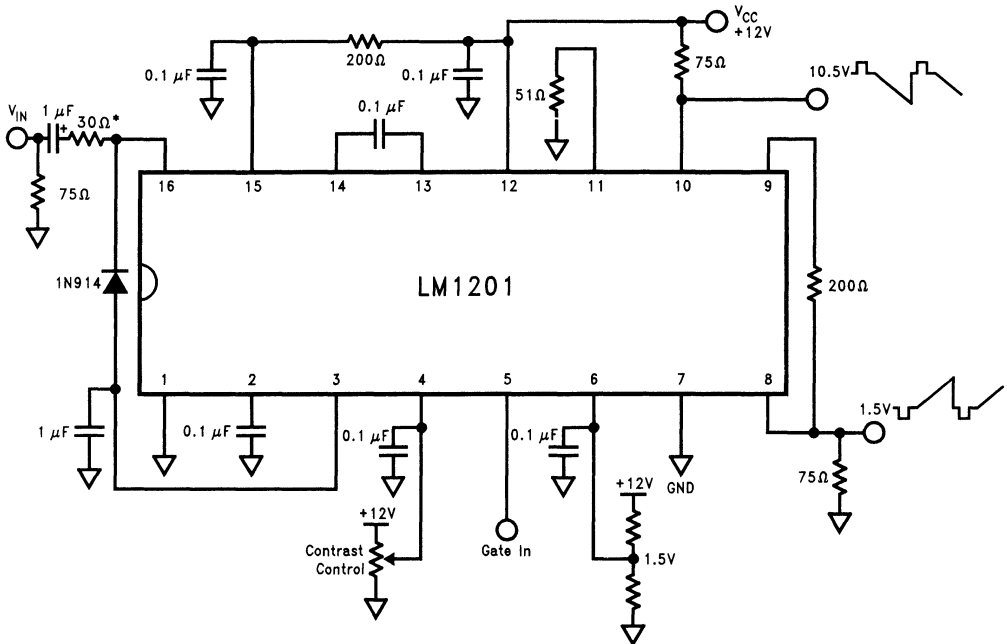 V_CC
+12V
0.1 μF
200Ω
0.1 μF
51Ω
75Ω
10.5V
V_IN
1 μF
+
30Ω*
0.1 μF
75Ω
16
15
14
13
12
11
10
9
1N914
LM1201
200Ω
1
2
3
4
5
6
7
8
1.5V
1 μF
0.1 μF
0.1 μF
0.1 μF
GND
75Ω
+12V
+12V
Contrast
Control
Gate In
1.5V